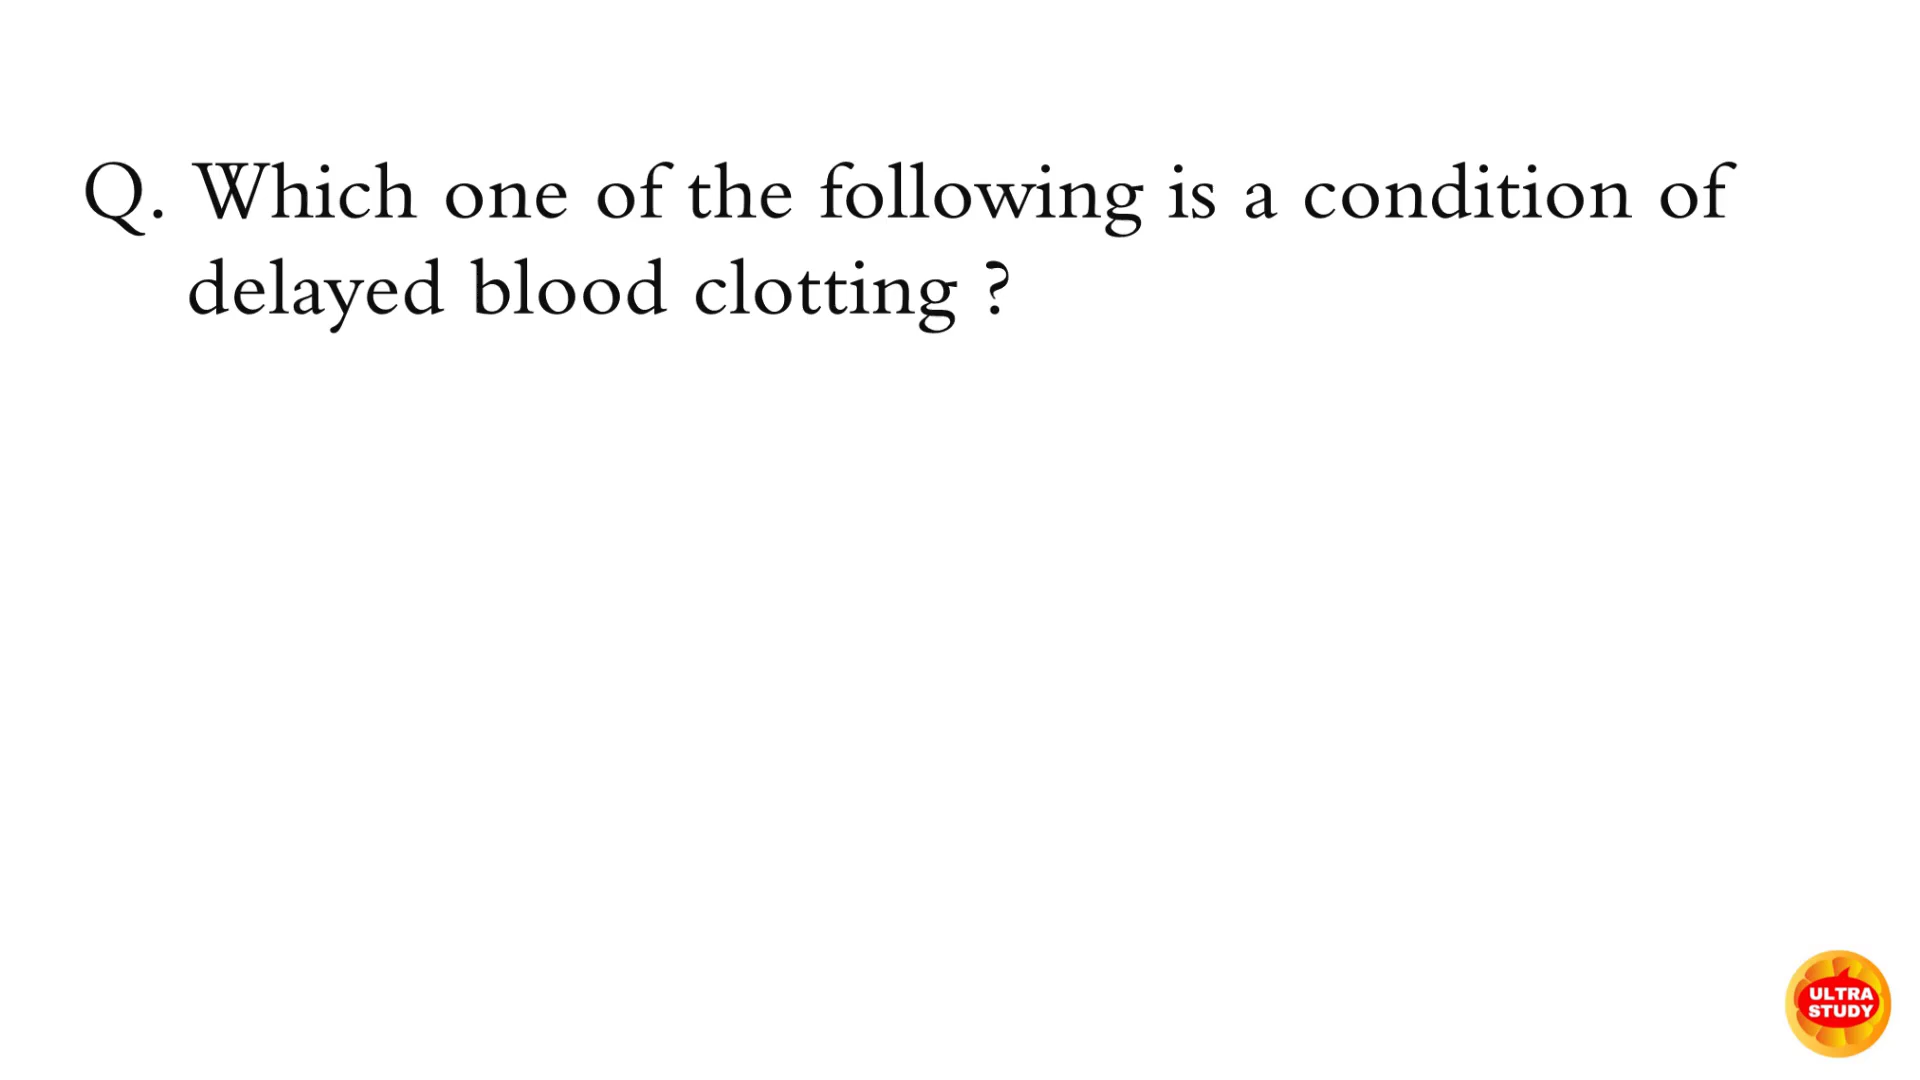 Q. Which one of the following is a condition of
delayed blood clotting ?
ULTRA
STUDY